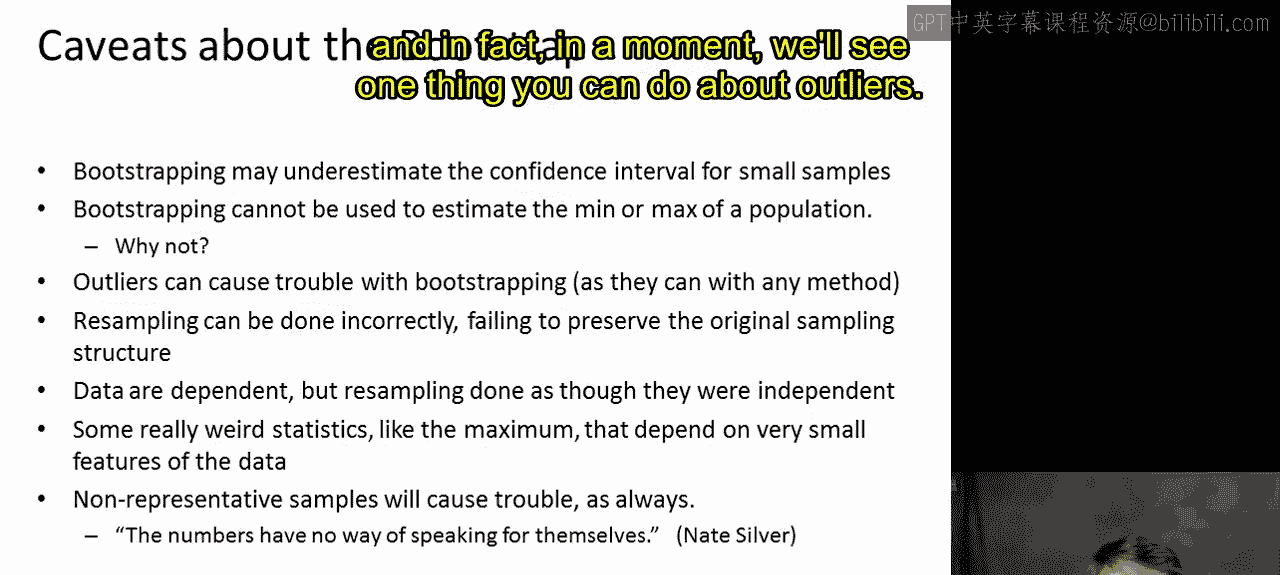 GPT中英字幕课程资源@bilibili.com
Caveats about the
and in fact, in a moment, we'll see
one thing you can do about outliers.
• Bootstrapping may underestimate the confidence interval for small samples
• Bootstrapping cannot be used to estimate the min or max of a population.
– Why not?
• Outliers can cause trouble with bootstrapping (as they can with any method)
• Resampling can be done incorrectly, failing to preserve the original sampling
structure
• Data are dependent, but resampling done as though they were independent
• Some really weird statistics, like the maximum, that depend on very small
features of the data
• Non-representative samples will cause trouble, as always.
– “The numbers have no way of speaking for themselves.” (Nate Silver)